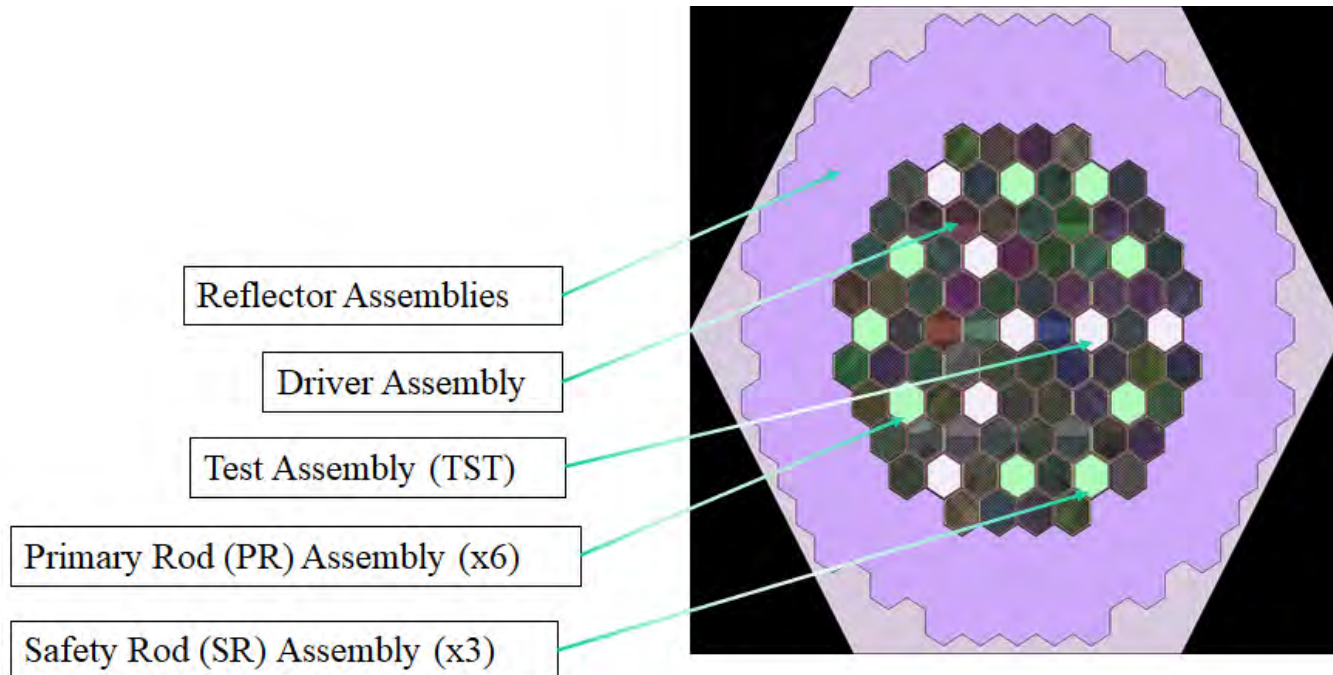 Reflector Assemblies
Driver Assembly
Test Assembly (TST)
Primary Rod (PR) Assembly (x6)
Safety Rod (SR) Assembly (x3)